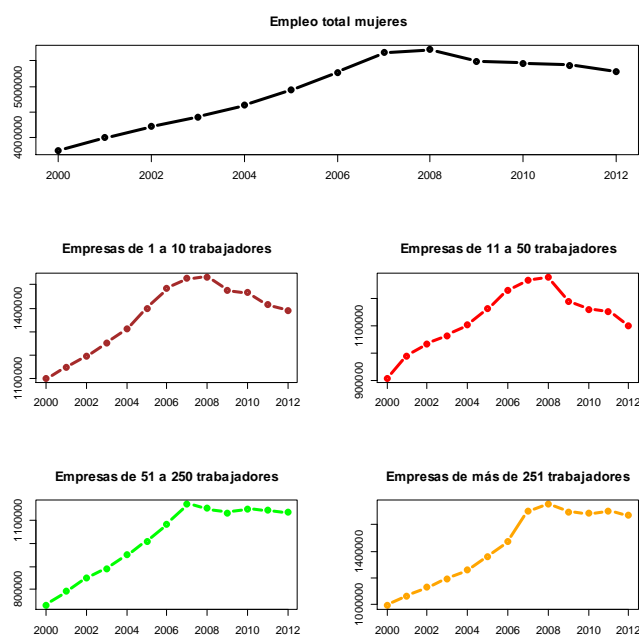 Empleo total mujeres
5000000
4000000
2000 2002 2004 2006 2008 2010 2012
Empresas de 1 a 10 trabajadores
1400000
1100000
2000 2002 2004 2006 2008 2010 2012
Empresas de 11 a 50 trabajadores
1100000
900000
2000 2002 2004 2006 2008 2010 2012
Empresas de 51 a 250 trabajadores
1100000
800000
2000 2002 2004 2006 2008 2010 2012
Empresas de más de 251 trabajadores
1400000
1000000
2000 2002 2004 2006 2008 2010 2012